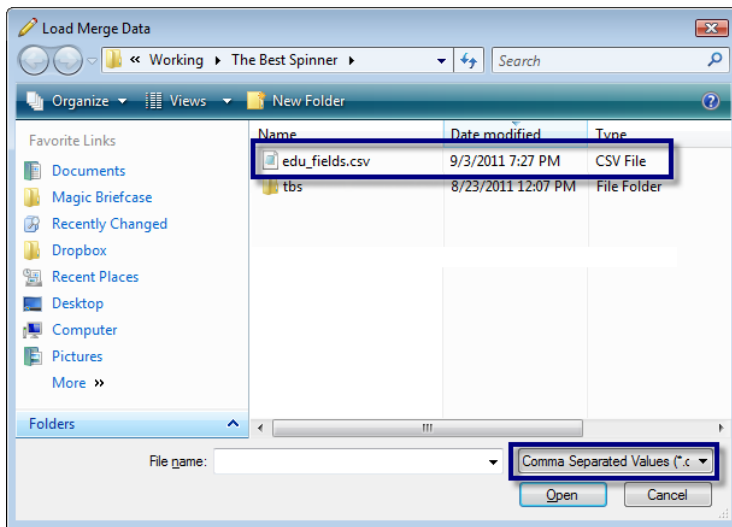 Load Merge Data
« Working The Best Spinner Search
Organize Views New Folder
Favorite Links
Documents
Magic Briefcase
Recently Changed
Dropbox
Recent Places
Desktop
Computer
Pictures
More »
Folders
Name Date modified Type
edu_fields.csv 9/3/2011 7:27 PM CSV File
tbs 8/23/2011 12:07 PM File Folder
File name: Comma Separated Values (*.c
Open Cancel